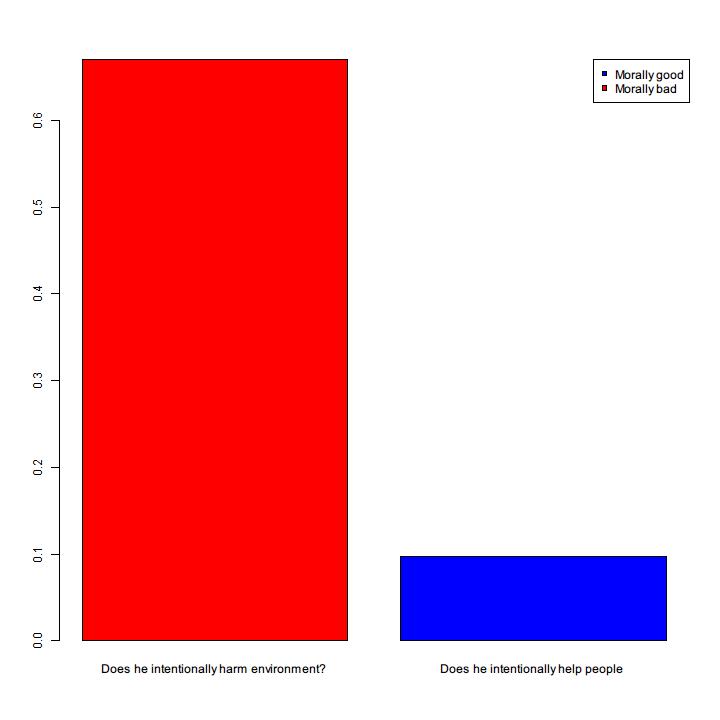 Morally good
Morally bad
0.6
0.5
0.4
0.3
0.2
0.1
0.0
Does he intentionally harm environment?
Does he intentionally help people